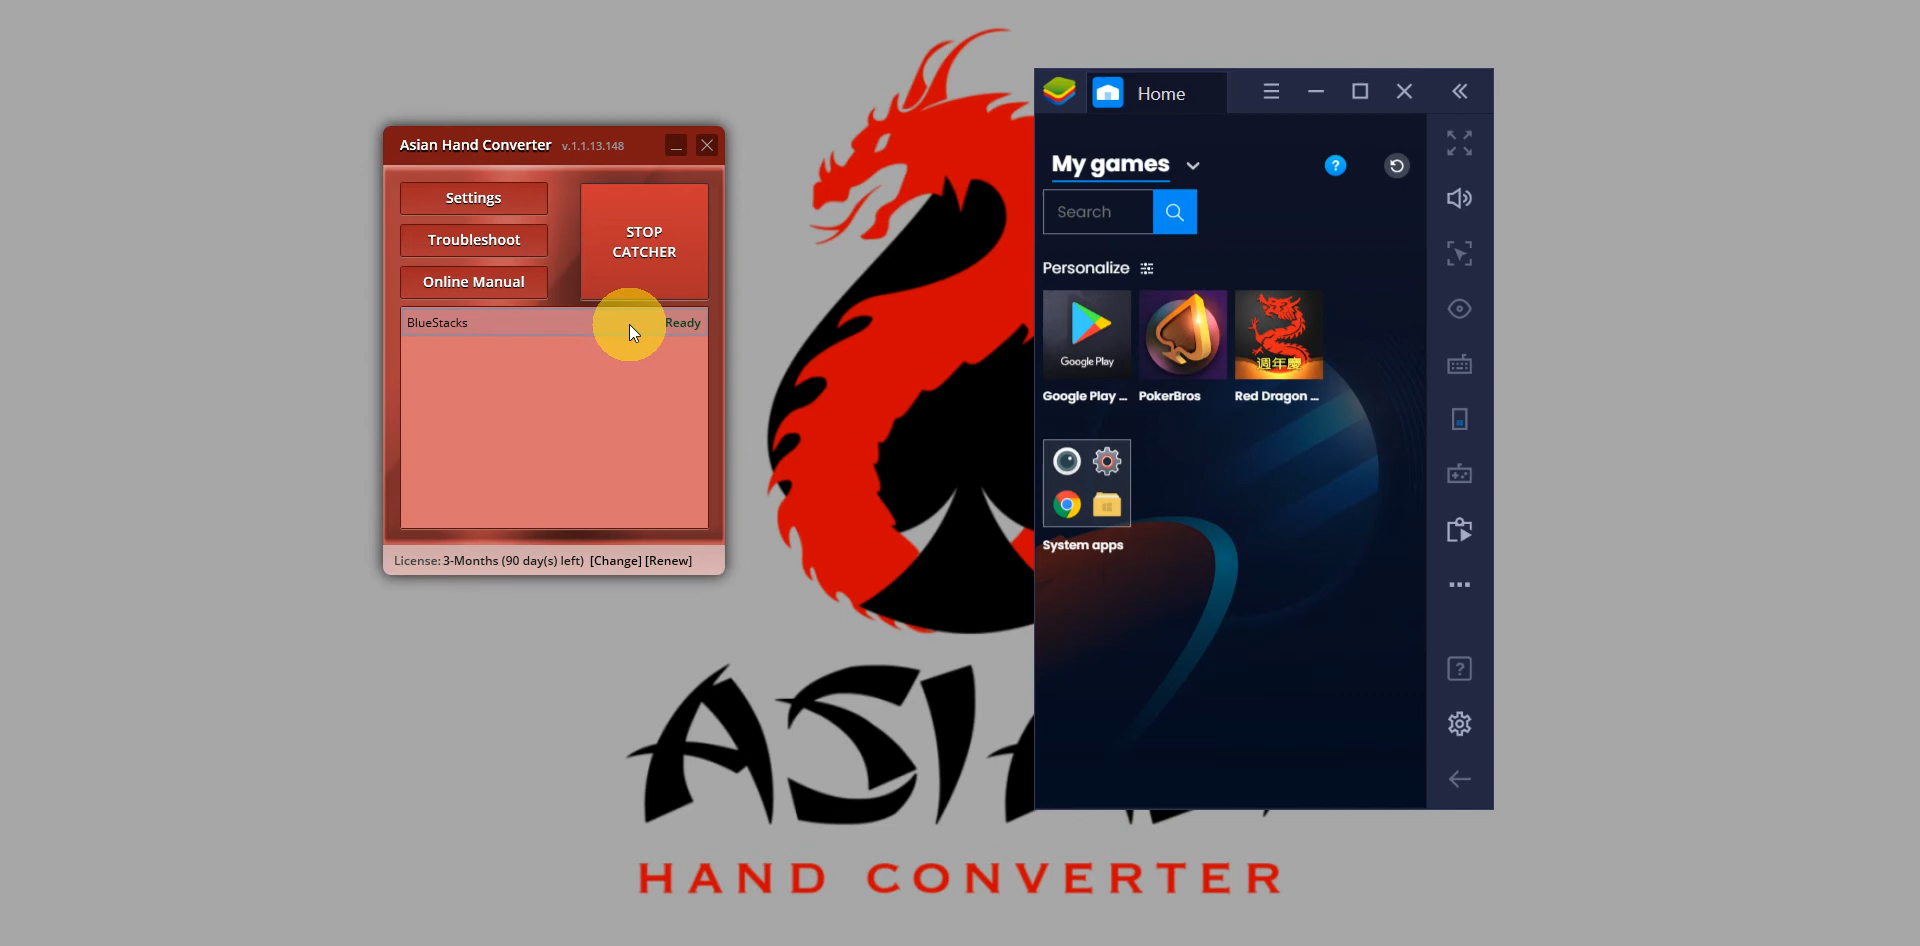 Asian Hand Converter v.1.1.13.148
Settings
Troubleshoot
Online Manual
STOP
CATCHER
BlueStacks Ready
License: 3-Months (90 day(s) left) [Change] [Renew]
Home
My games
?
Search
Personalize
Google Play
週年慶
Google Play ...
PokerBros
Red Dragon ...
System apps
?
HAND CONVERTER